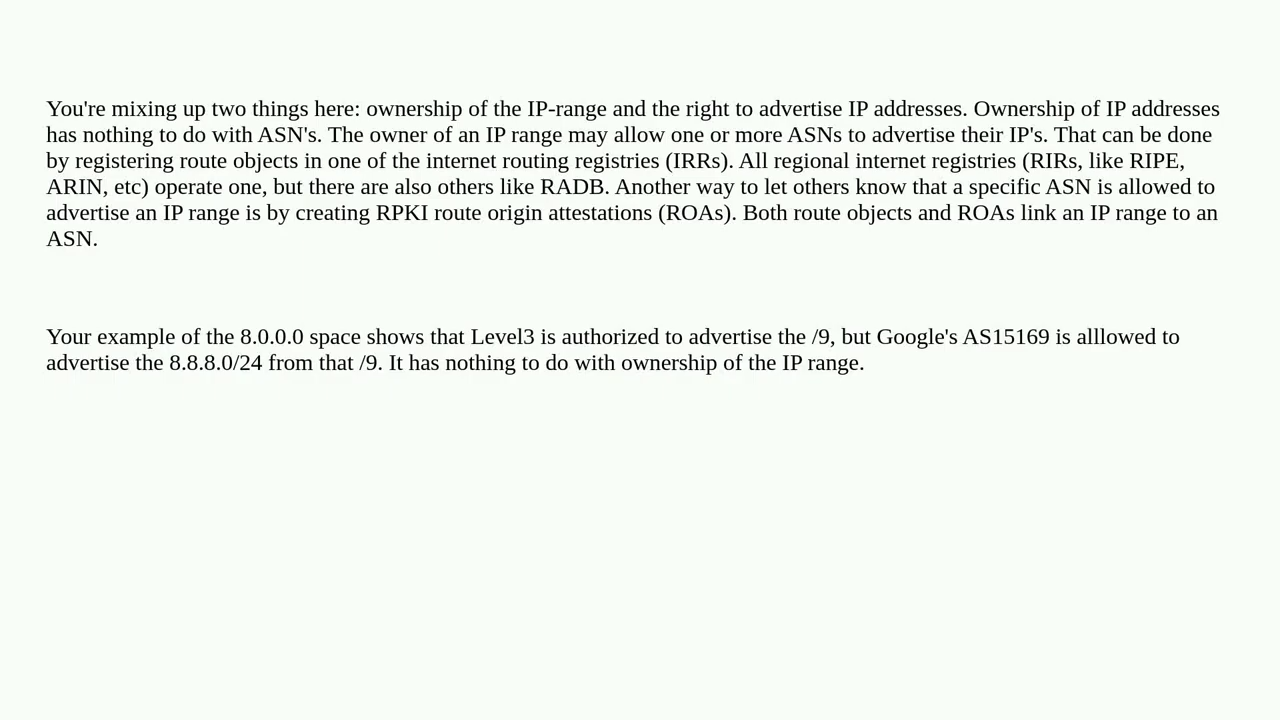 You're mixing up two things here: ownership of the IP-range and the right to advertise IP addresses. Ownership of IP addresses
has nothing to do with ASN's. The owner of an IP range may allow one or more ASNs to advertise their IP's. That can be done
by registering route objects in one of the internet routing registries (IRRs). All regional internet registries (RIRs, like RIPE,
ARIN, etc) operate one, but there are also others like RADB. Another way to let others know that a specific ASN is allowed to
advertise an IP range is by creating RPKI route origin attestations (ROAs). Both route objects and ROAs link an IP range to an
ASN.
Your example of the 8.0.0.0 space shows that Level3 is authorized to advertise the /9, but Google's AS15169 is alllowed to
advertise the 8.8.8.0/24 from that /9. It has nothing to do with ownership of the IP range.